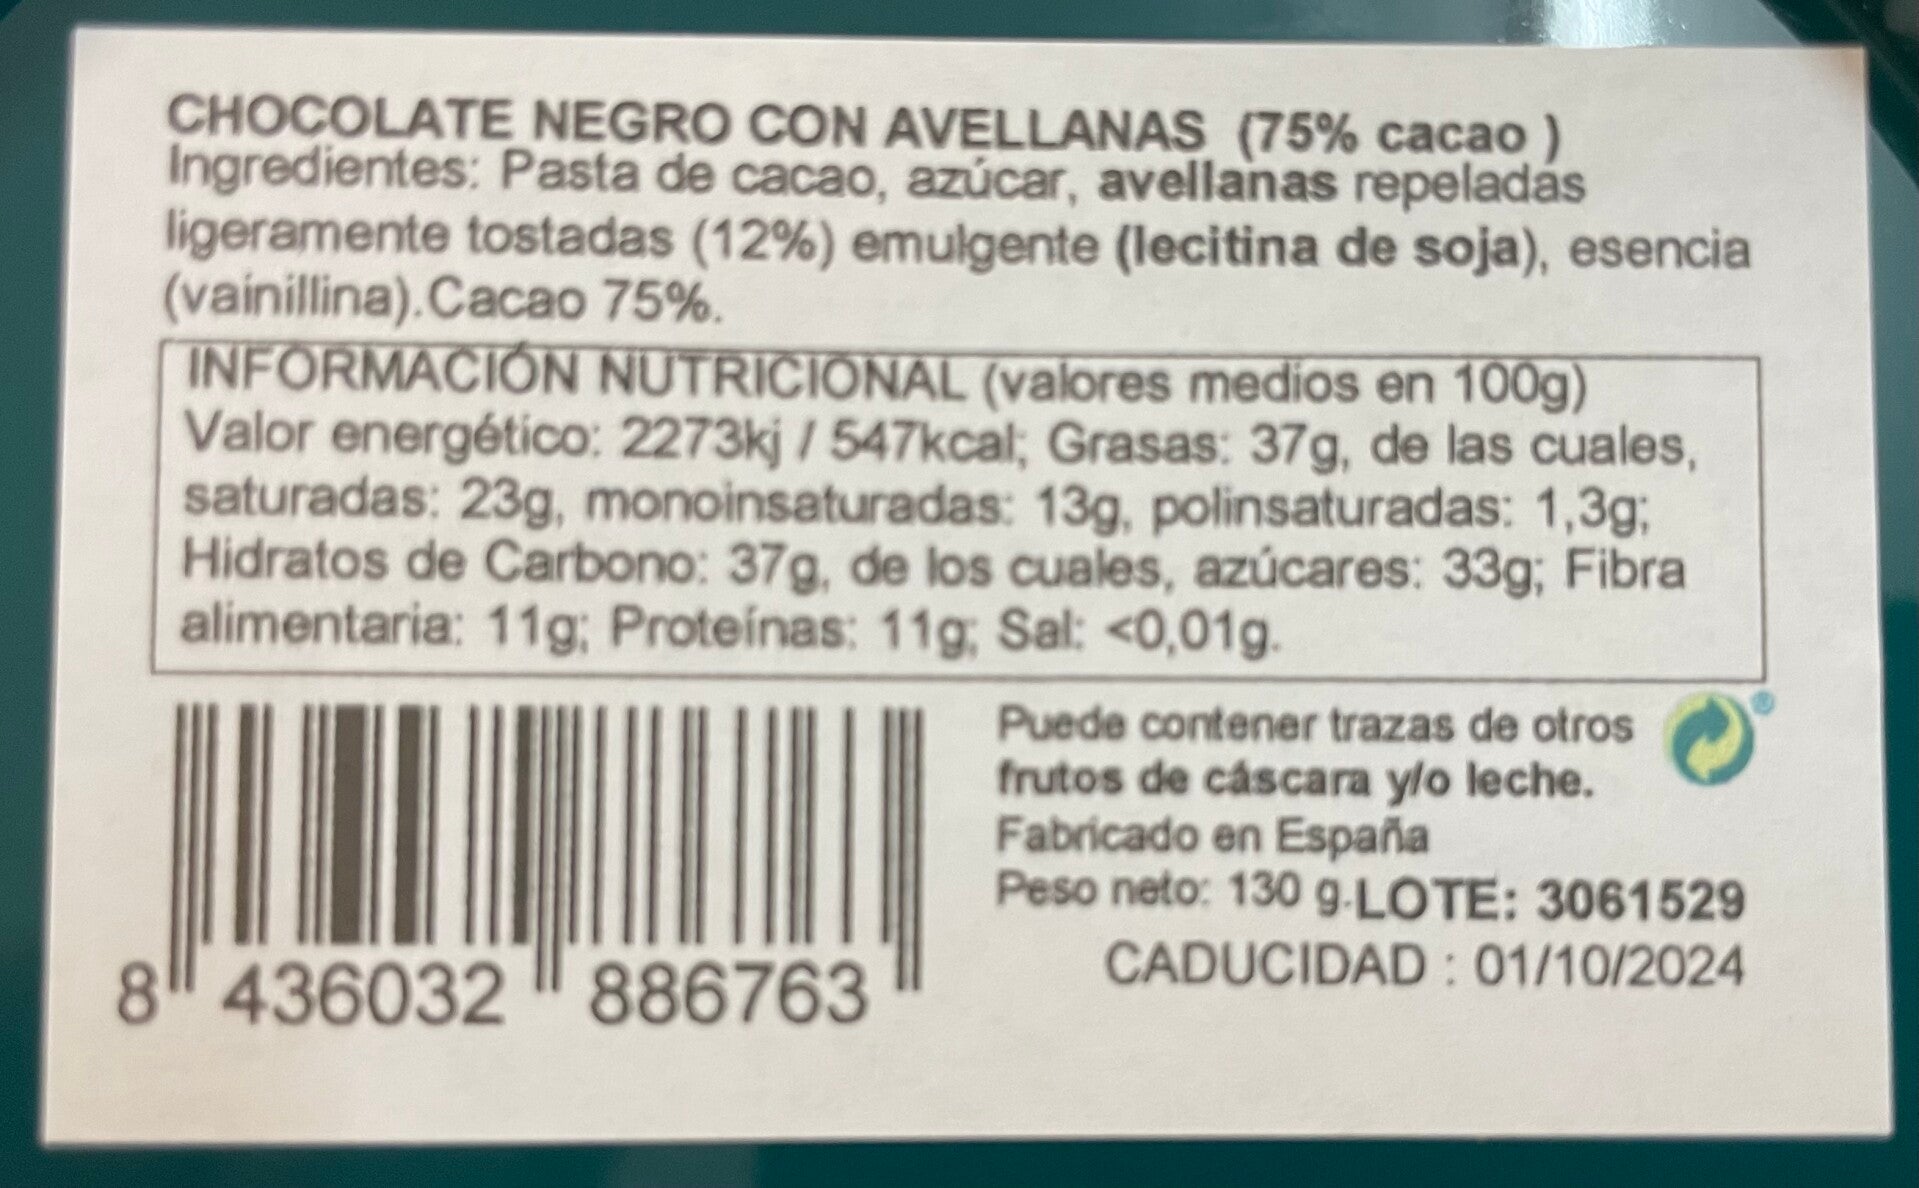 CHOCOLATE NEGRO CON AVELLANAS (75% cacao )
Ingredientes: Pasta de cacao, azúcar, avellanas repeladas
ligeramente tostadas (12%) emulgente (lecitina de soja), esencia
(vainillina).Cacao 75%.
INFORMACIÓN NUTRICIONAL (valores medios en 100g)
Valor energético: 2273kj / 547kcal; Grasas: 37g, de las cuales,
saturadas: 23g, monoinsaturadas: 13g, polinsaturadas: 1,3g;
Hidratos de Carbono: 37g, de los cuales, azúcares: 33g; Fibra
alimentaria: 11g; Proteínas: 11g; Sal: <0,01g.
Puede contener trazas de otros
frutos de cáscara y/o leche.
Fabricado en España
Peso neto: 130 g.LOTE: 3061529
CADUCIDAD : 01/10/2024
8 436032 886763
®